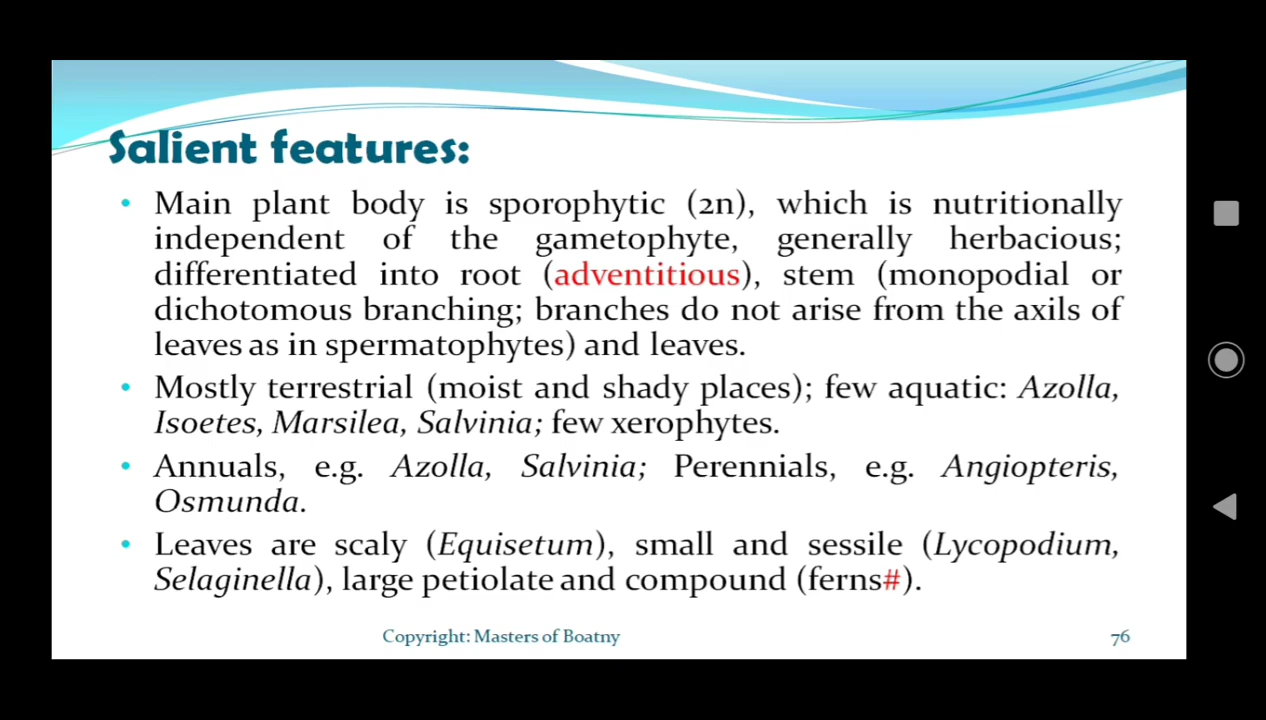 Salient features:
• Main plant body is sporophytic (2n), which is nutritionally
independent of the gametophyte, generally herbacious;
differentiated into root (adventitious), stem (monopodial or
dichotomous branching; branches do not arise from the axils of
leaves as in spermatophytes) and leaves.
• Mostly terrestrial (moist and shady places); few aquatic: Azolla,
Isoetes, Marsilea, Salvinia; few xerophytes.
• Annuals, e.g. Azolla, Salvinia; Perennials, e.g. Angiopteris,
Osmunda.
• Leaves are scaly (Equisetum), small and sessile (Lycopodium,
Selaginella), large petiolate and compound (ferns#).
Copyright: Masters of Boatny 76